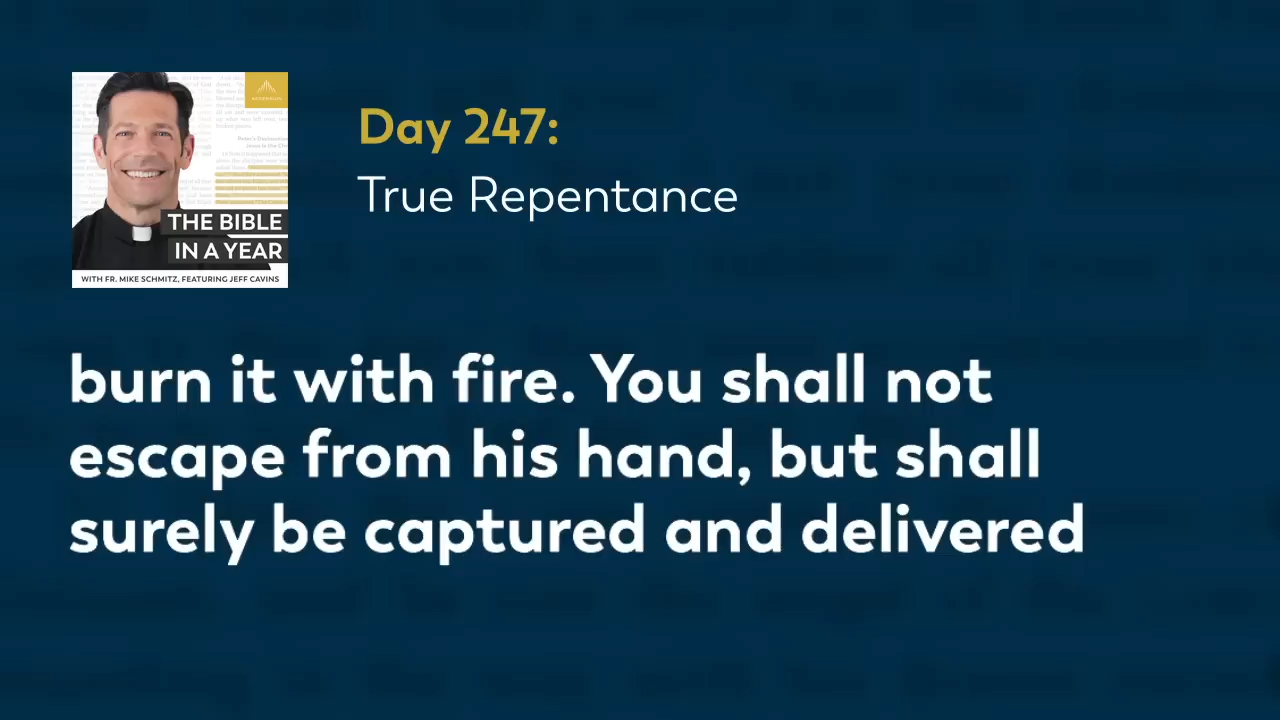 Day 247:
True Repentance
THE BIBLE
IN A YEAR
WITH FR. MIKE SCHMITZ, FEATURING JEFF CAVINS
burn it with fire. You shall not
escape from his hand, but shall
surely be captured and delivered